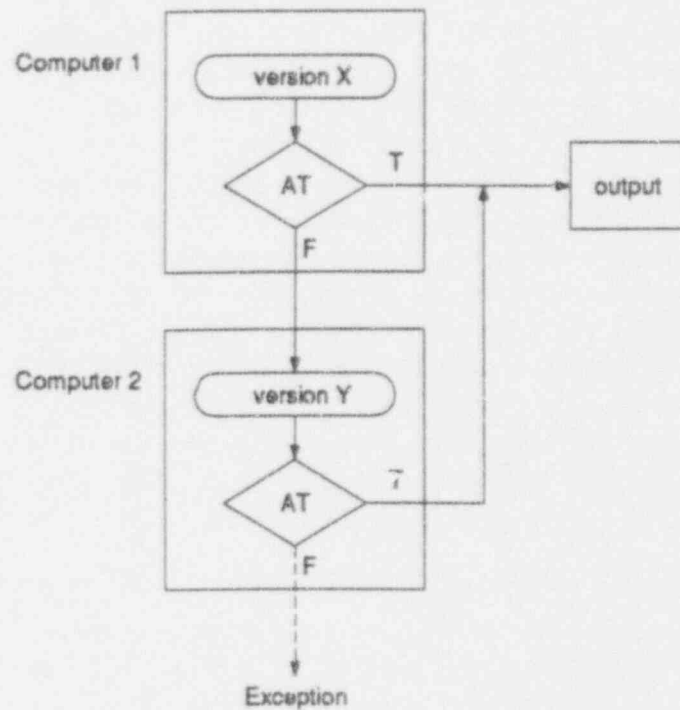 Computer 1
version X
AT
T
output
F
Computer 2
version Y
AT
F
Exception